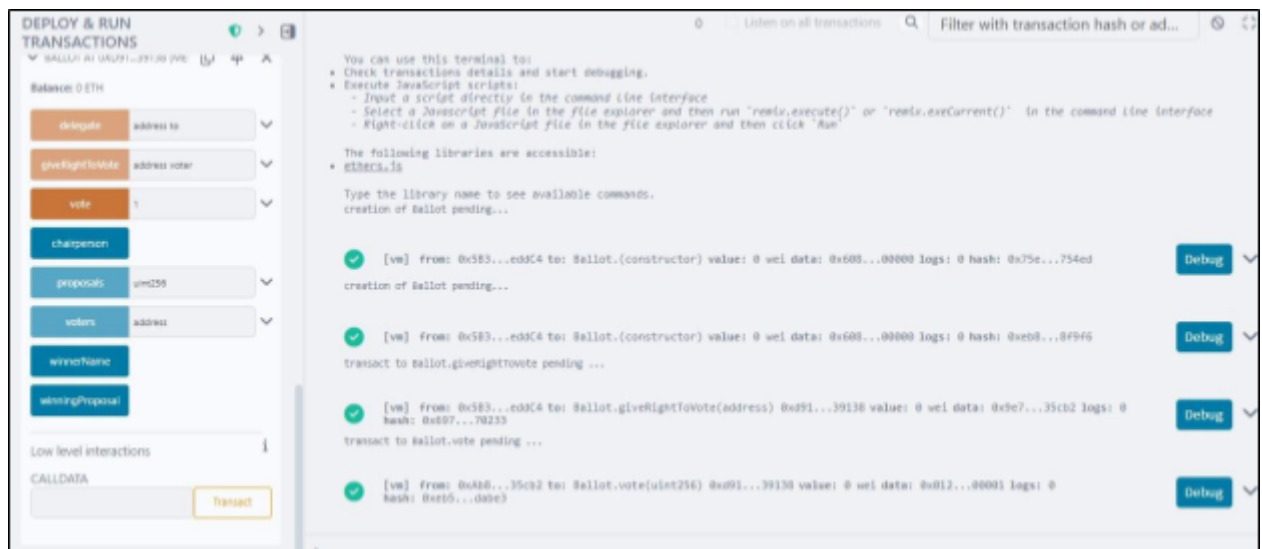 DEPLOY & RUN
TRANSACTIONS
Balance: 0 ETH
delegate address to
giveRightToVote address voter
vote 1
chairperson
proposals uint256
voters address
winnerName
winningProposal
Low level interactions i
CALLDATA
Transact
0 Listen on all transactions Filter with transaction hash or ad...
You can use this terminal to:
• Check transactions details and start debugging.
• Execute JavaScript scripts:
- Input a script directly in the command line interface
- Select a Javascript file in the file explorer and then run `remix.execute()` or `remix.exeCurrent()` in the command line interface
- Right-click on a JavaScript file in the file explorer and then click `Run`
The following libraries are accessible:
• ethers.js
Type the library name to see available commands.
creation of Ballot pending...
[vm] from: 0x5B3...eddC4 to: Ballot.(constructor) value: 0 wei data: 0x608...00000 logs: 0 hash: 0x75e...754ed Debug
creation of Ballot pending...
[vm] from: 0x5B3...eddC4 to: Ballot.(constructor) value: 0 wei data: 0x608...00000 logs: 0 hash: 0xeb8...8f9f6 Debug
transact to Ballot.giveRightToVote pending ...
[vm] from: 0x5B3...eddC4 to: Ballot.giveRightToVote(address) 0xd91...39138 value: 0 wei data: 0x9e7...35cb2 logs: 0
hash: 0x697...70233 Debug
transact to Ballot.vote pending ...
[vm] from: 0xAb8...35cb2 to: Ballot.vote(uint256) 0xd91...39138 value: 0 wei data: 0x012...00001 logs: 0
hash: 0xeb5...dabe3 Debug